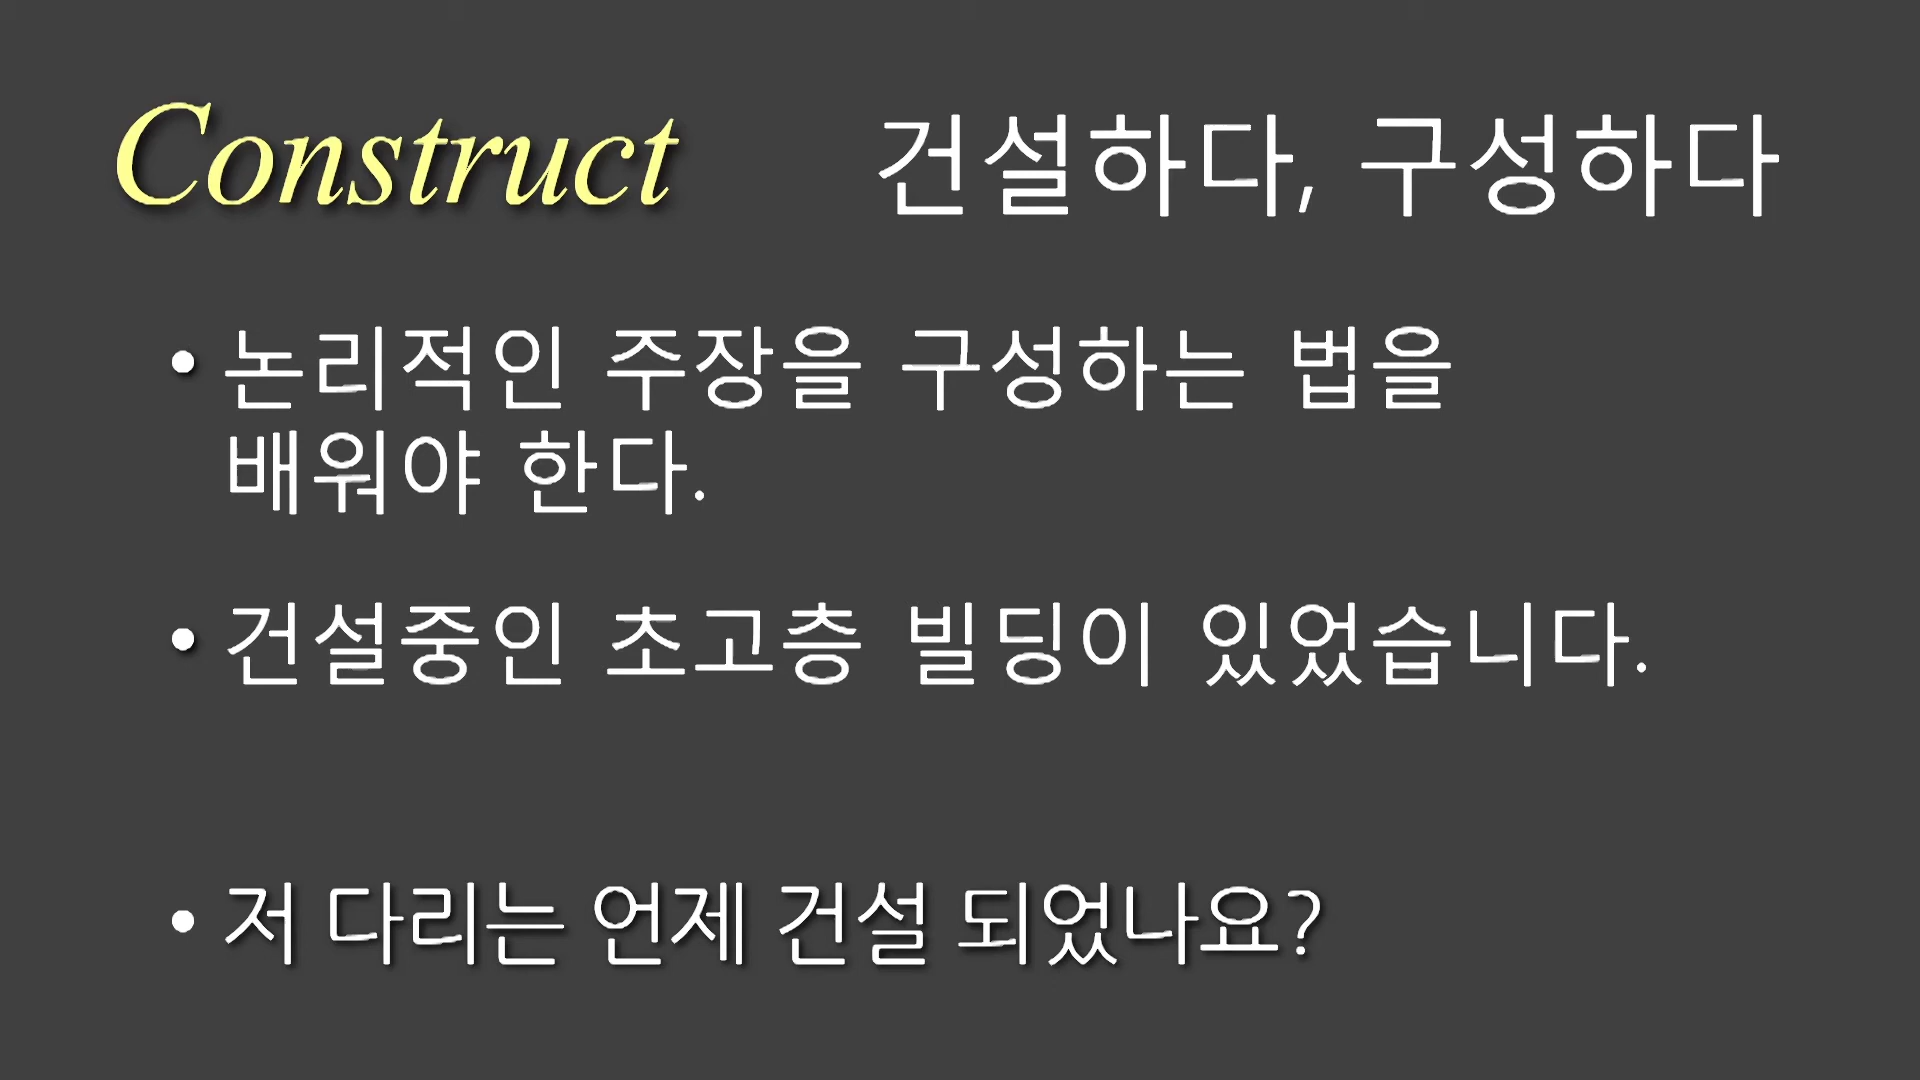 Construct 건설하다, 구성하다
• 논리적인 주장을 구성하는 법을
배워야 한다.
• 건설중인 초고층 빌딩이 있었습니다.
• 저 다리는 언제 건설 되었나요?